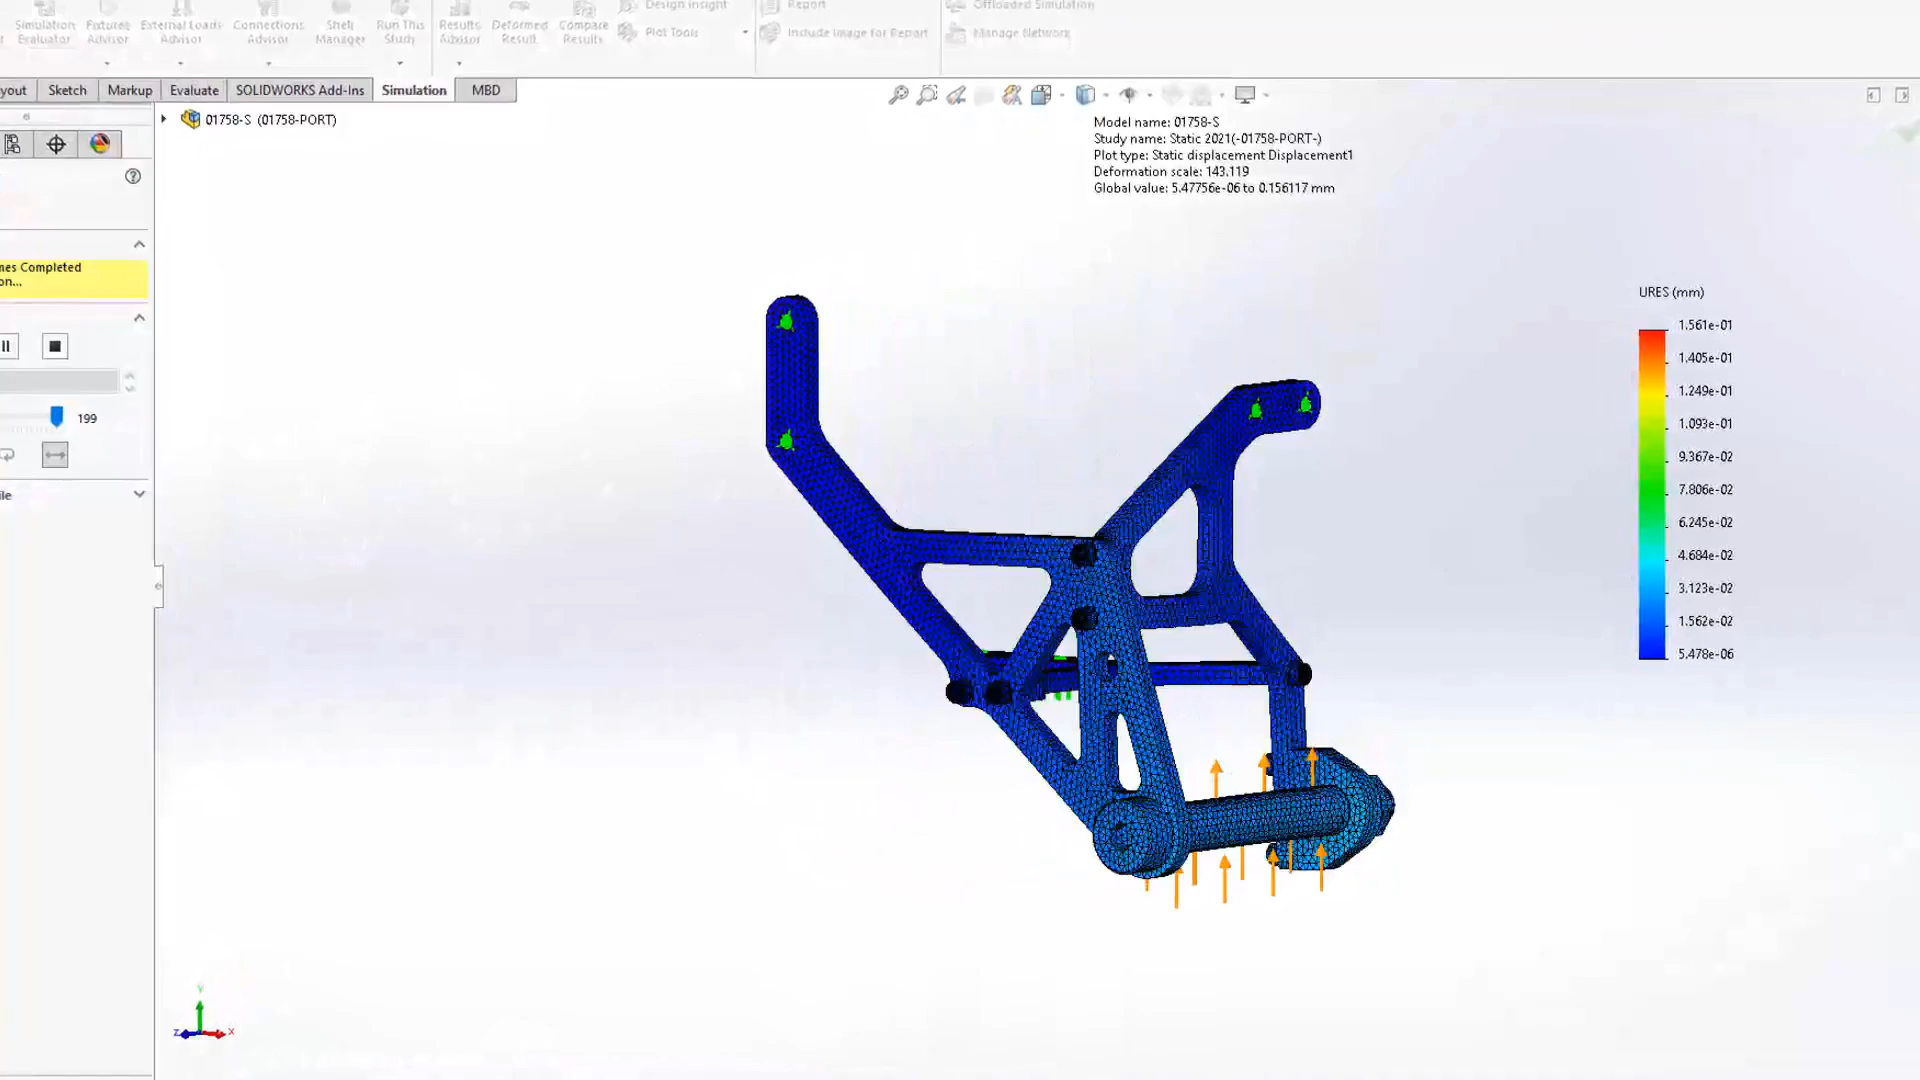 Simulation Evaluator
Fixtures Advisor
External Loads Advisor
Connections Advisor
Shell Manager
Run This Study
Results Advisor
Deformed Result
Compare Results
Design Insight
Plot Tools
Report
Include Image for Report
Offloaded Simulation
Manage Network
yout
Sketch
Markup
Evaluate
SOLIDWORKS Add-Ins
Simulation
MBD
01758-S (01758-PORT)
Model name: 01758-S
Study name: Static 2021(-01758-PORT-)
Plot type: Static displacement Displacement1
Deformation scale: 143.119
Global value: 5.47756e-06 to 0.156117 mm
mes Completed
on...
199
ile
URES (mm)
1.561e-01
1.405e-01
1.249e-01
1.093e-01
9.367e-02
7.806e-02
6.245e-02
4.684e-02
3.123e-02
1.562e-02
5.478e-06
Y
Z
X